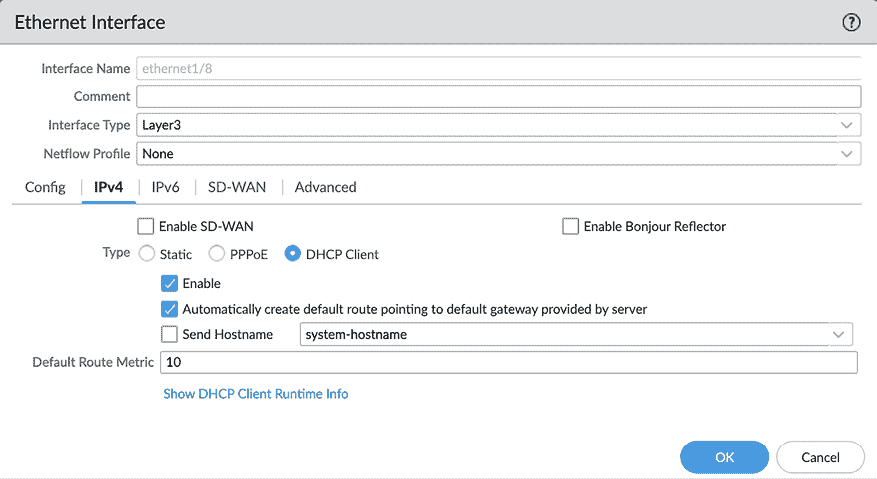 Ethernet Interface
Interface Name ethernet1/8
Comment
Interface Type Layer3
Netflow Profile None
Config IPv4 IPv6 SD-WAN Advanced
Enable SD-WAN Enable Bonjour Reflector
Type Static PPPoE DHCP Client
Enable
Automatically create default route pointing to default gateway provided by server
Send Hostname system-hostname
Default Route Metric 10
Show DHCP Client Runtime Info
OK Cancel